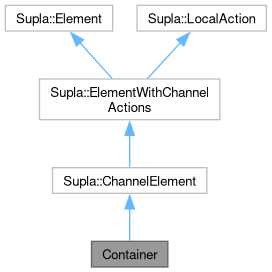 Supla::Element
Supla::LocalAction
Supla::ElementWithChannel
Actions
Supla::ChannelElement
Container